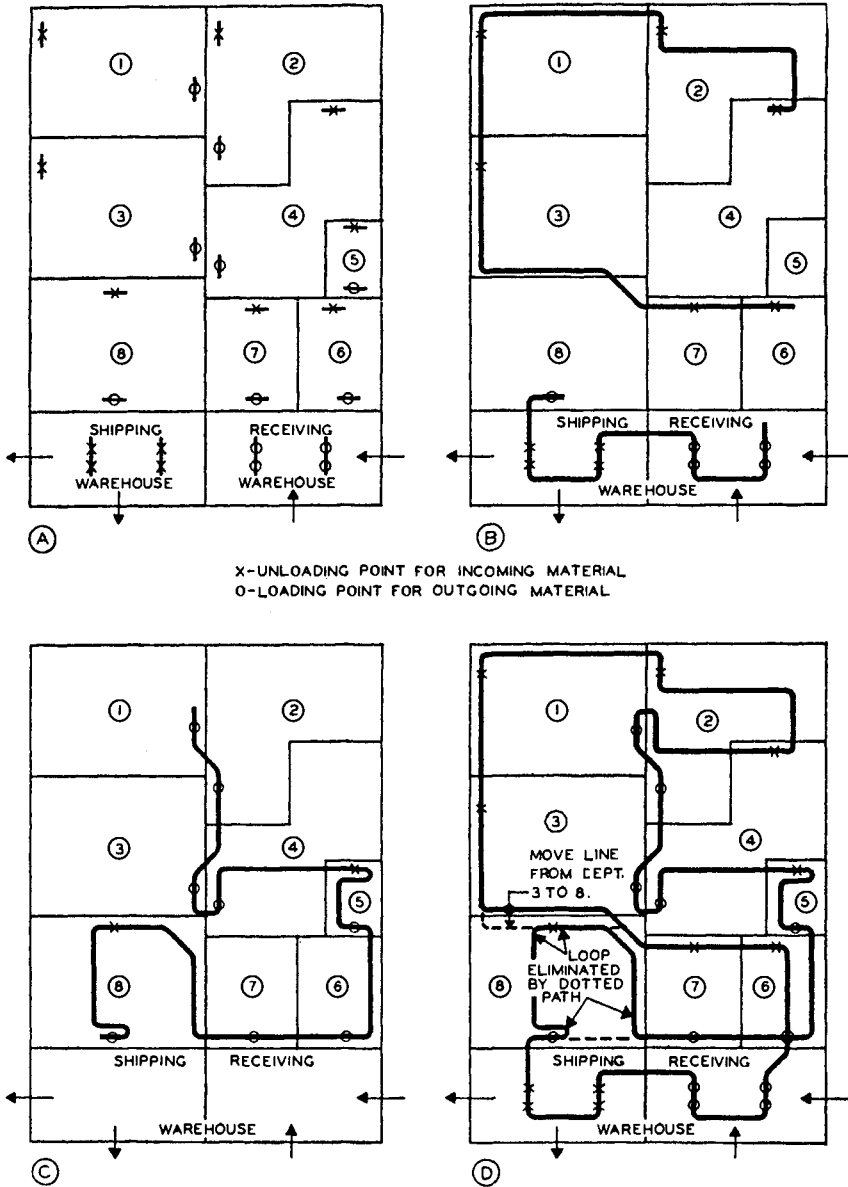 1
2
3
4
5
8
7
6
SHIPPING RECEIVING
WAREHOUSE WAREHOUSE
A
1
2
3
4
5
8
7
6
SHIPPING RECEIVING
WAREHOUSE
B
X-UNLOADING POINT FOR INCOMING MATERIAL
O-LOADING POINT FOR OUTGOING MATERIAL
1
2
3
4
5
8
7
6
SHIPPING RECEIVING
WAREHOUSE
C
1
2
3
4
MOVE LINE
FROM DEPT.
3 TO 8.
5
LOOP
ELIMINATED
BY DOTTED
PATH
8
7
6
SHIPPING RECEIVING
WAREHOUSE
D